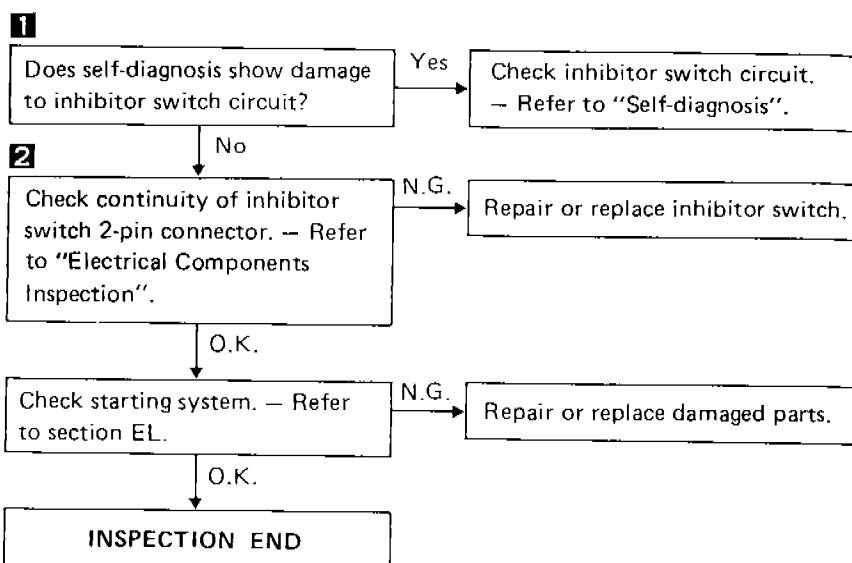 1
Does self-diagnosis show damage
to inhibitor switch circuit?
Yes
Check inhibitor switch circuit.
— Refer to "Self-diagnosis".
No
2
Check continuity of inhibitor
switch 2-pin connector. — Refer
to "Electrical Components
Inspection".
N.G.
Repair or replace inhibitor switch.
O.K.
Check starting system. — Refer
to section EL.
N.G.
Repair or replace damaged parts.
O.K.
INSPECTION END